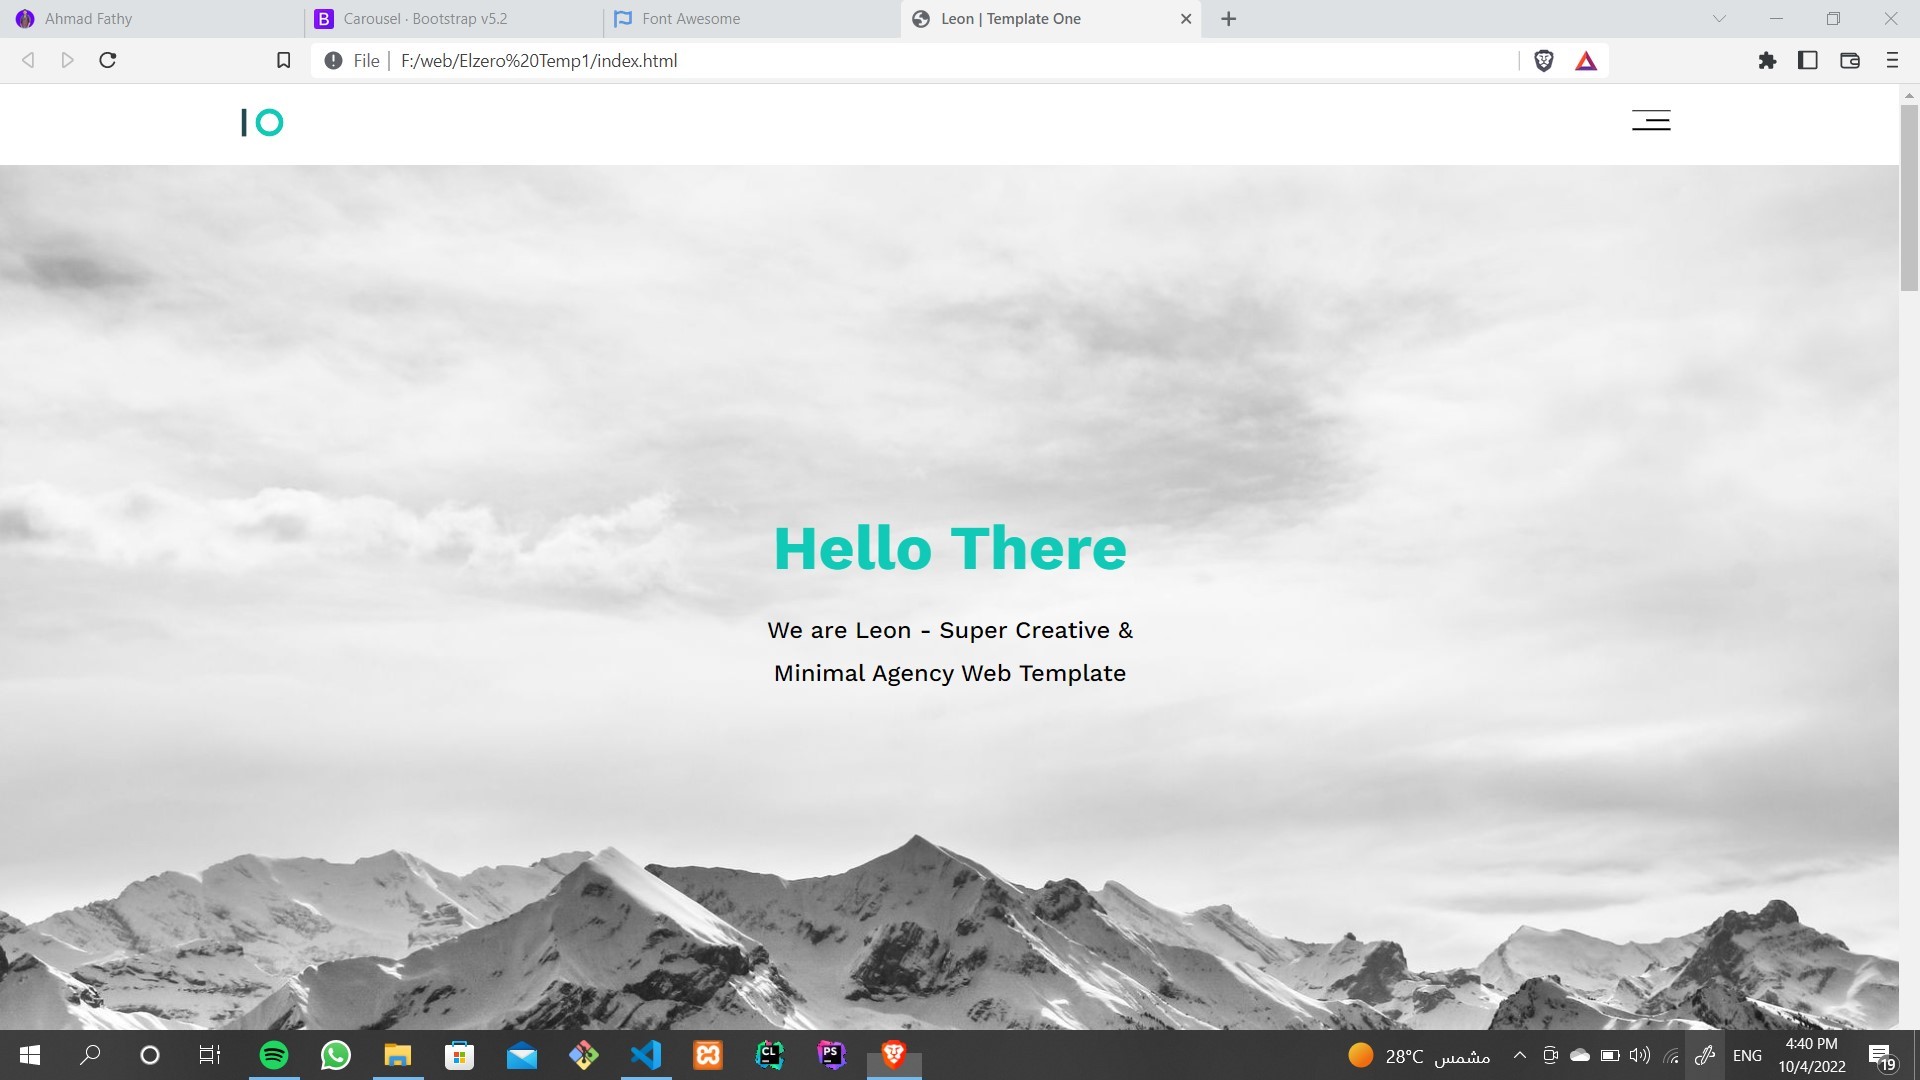 Ahmad Fathy
B Carousel · Bootstrap v5.2
Font Awesome
Leon | Template One
File
F:/web/Elzero%20Temp1/index.html
IO
Hello There
We are Leon - Super Creative &
Minimal Agency Web Template
CL
PS
28°C مشمس
ENG
4:40 PM
10/4/2022
19